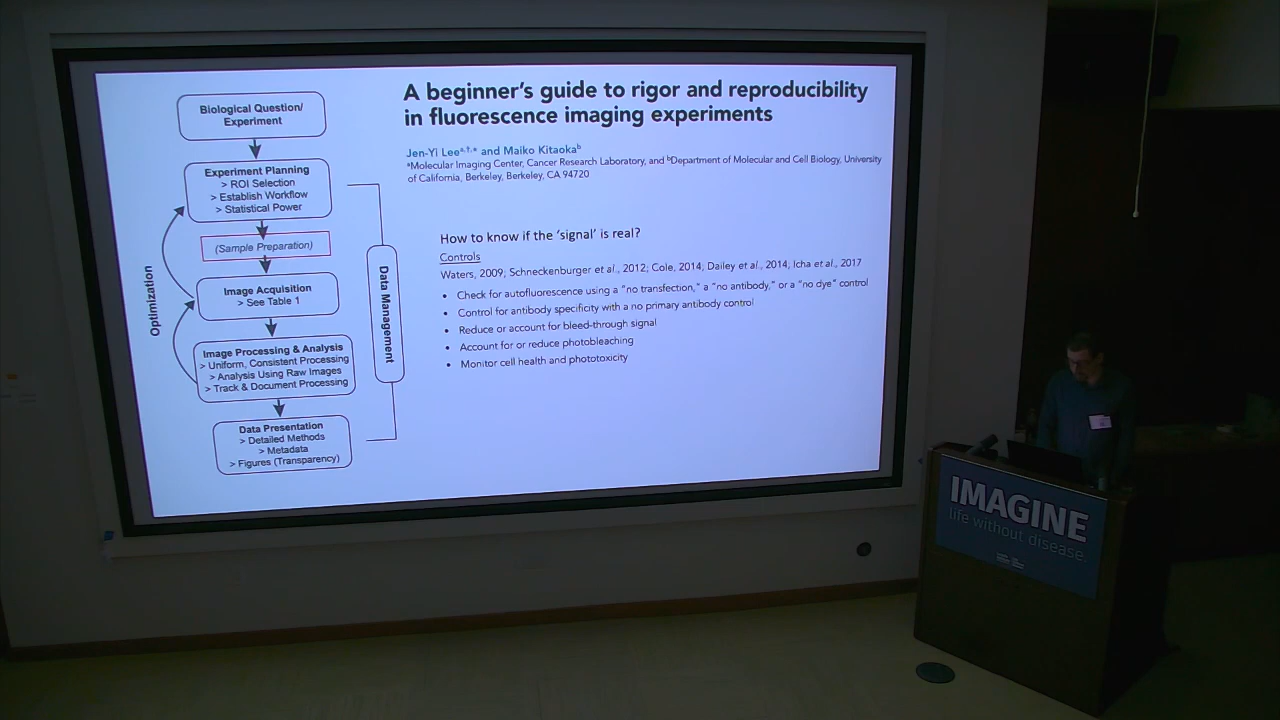 A beginner's guide to rigor and reproducibility
in fluorescence imaging experiments
Jen-Yi Leeᵃ,†,* and Maiko Kitaokaᵇ
ᵃMolecular Imaging Center, Cancer Research Laboratory, and ᵇDepartment of Molecular and Cell Biology, University
of California, Berkeley, Berkeley, CA 94720
Biological Question/
Experiment
Experiment Planning
> ROI Selection
> Establish Workflow
> Statistical Power
(Sample Preparation)
Image Acquisition
> See Table 1
Image Processing & Analysis
> Uniform, Consistent Processing
> Analysis Using Raw Images
> Track & Document Processing
Data Presentation
> Detailed Methods
> Metadata
> Figures (Transparency)
Optimization
Data Management
How to know if the 'signal' is real?
Controls
Waters, 2009; Schneckenburger et al., 2012; Cole, 2014; Dailey et al., 2014; Icha et al., 2017
• Check for autofluorescence using a "no transfection," a "no antibody," or a "no dye" control
• Control for antibody specificity with a no primary antibody control
• Reduce or account for bleed-through signal
• Account for or reduce photobleaching
• Monitor cell health and phototoxicity
IMAGINE
life without disease.